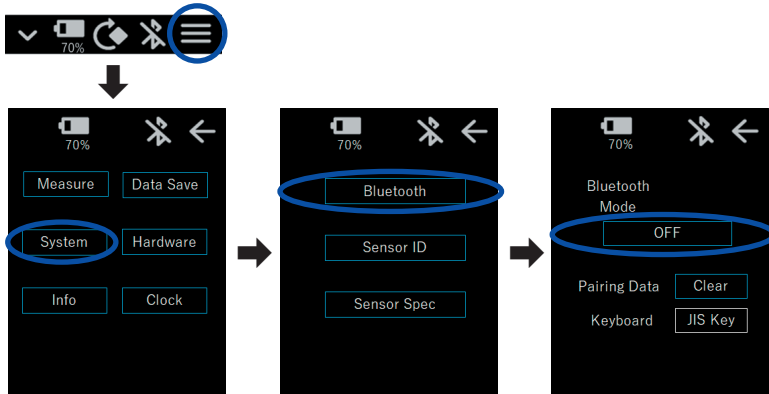 70%
70%
Measure Data Save
System Hardware
Info Clock
70%
Bluetooth
Sensor ID
Sensor Spec
70%
Bluetooth
Mode
OFF
Pairing Data Clear
Keyboard JIS Key